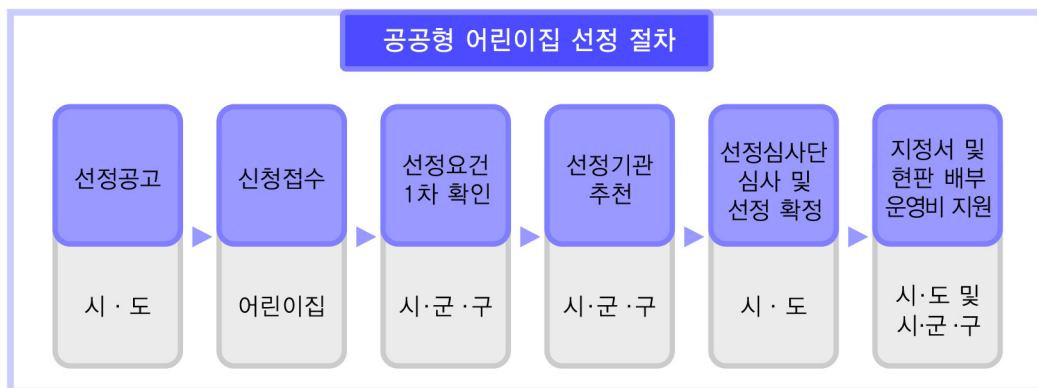 공공형 어린이집 선정 절차
선정공고
시 · 도
신청접수
어린이집
선정요건
1차 확인
시·군 ·구
선정기관
추천
시·군 ·구
선정심사단
심사 및
선정 확정
시 · 도
지정서 및
현판 배부
운영비 지원
시·도 및
시·군 ·구